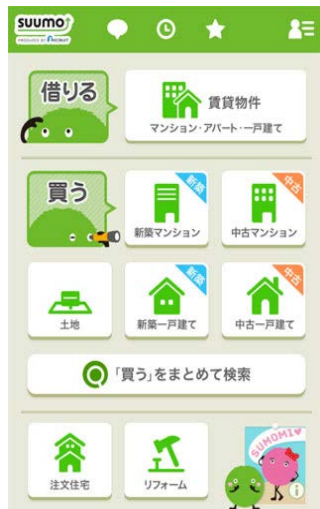 suumo
PRODUCED BY RECRUIT
借りる
賃貸物件
マンション・アパート・一戸建て
買う
新築
新築マンション
中古
中古マンション
土地
新築
新築一戸建て
中古
中古一戸建て
「買う」をまとめて検索
注文住宅
リフォーム
SUMOMI
i